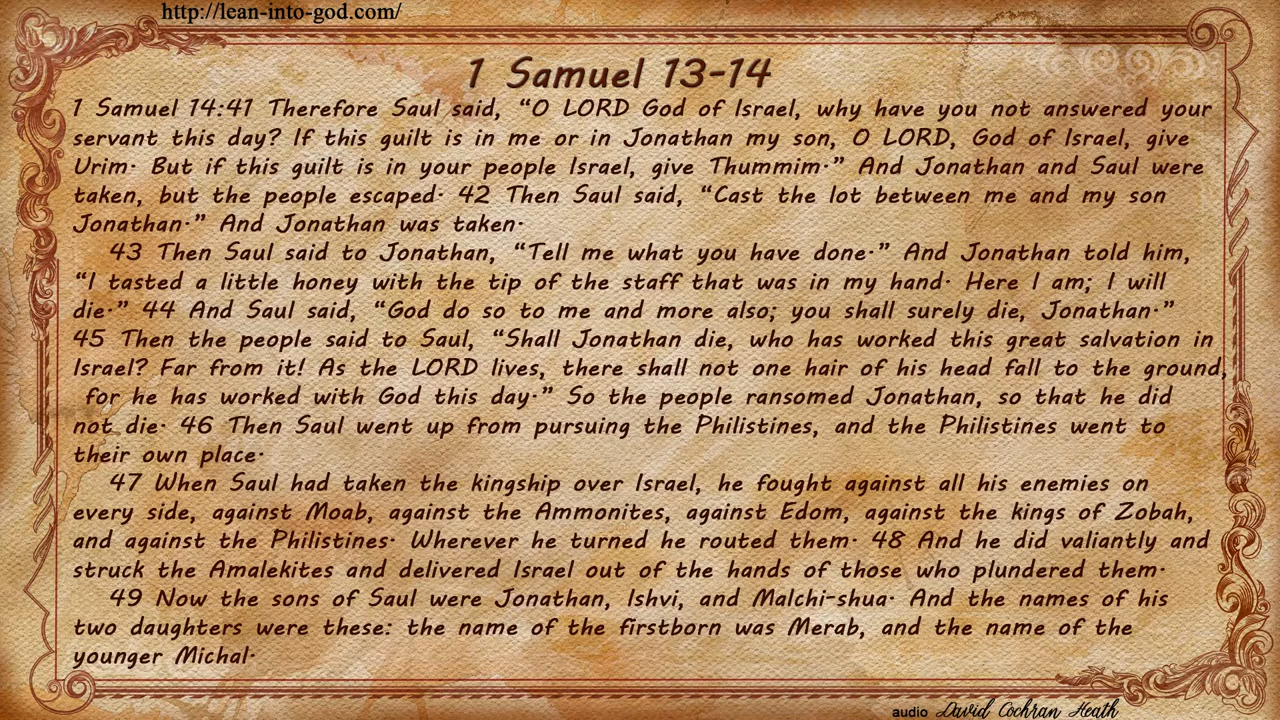 http://lean-into-god.com/
1 Samuel 13-14
1 Samuel 14:41 Therefore Saul said, “O LORD God of Israel, why have you not answered your
servant this day? If this guilt is in me or in Jonathan my son, O LORD, God of Israel, give
Urim. But if this guilt is in your people Israel, give Thummim.” And Jonathan and Saul were
taken, but the people escaped. 42 Then Saul said, “Cast the lot between me and my son
Jonathan.” And Jonathan was taken.
43 Then Saul said to Jonathan, “Tell me what you have done.” And Jonathan told him,
“I tasted a little honey with the tip of the staff that was in my hand. Here I am; I will
die.” 44 And Saul said, “God do so to me and more also; you shall surely die, Jonathan.”
45 Then the people said to Saul, “Shall Jonathan die, who has worked this great salvation in
Israel? Far from it! As the LORD lives, there shall not one hair of his head fall to the ground,
for he has worked with God this day.” So the people ransomed Jonathan, so that he did
not die. 46 Then Saul went up from pursuing the Philistines, and the Philistines went to
their own place.
47 When Saul had taken the kingship over Israel, he fought against all his enemies on
every side, against Moab, against the Ammonites, against Edom, against the kings of Zobah,
and against the Philistines. Wherever he turned he routed them. 48 And he did valiantly and
struck the Amalekites and delivered Israel out of the hands of those who plundered them.
49 Now the sons of Saul were Jonathan, Ishvi, and Malchi-shua. And the names of his
two daughters were these: the name of the firstborn was Merab, and the name of the
younger Michal.
audio David Cochran Heath